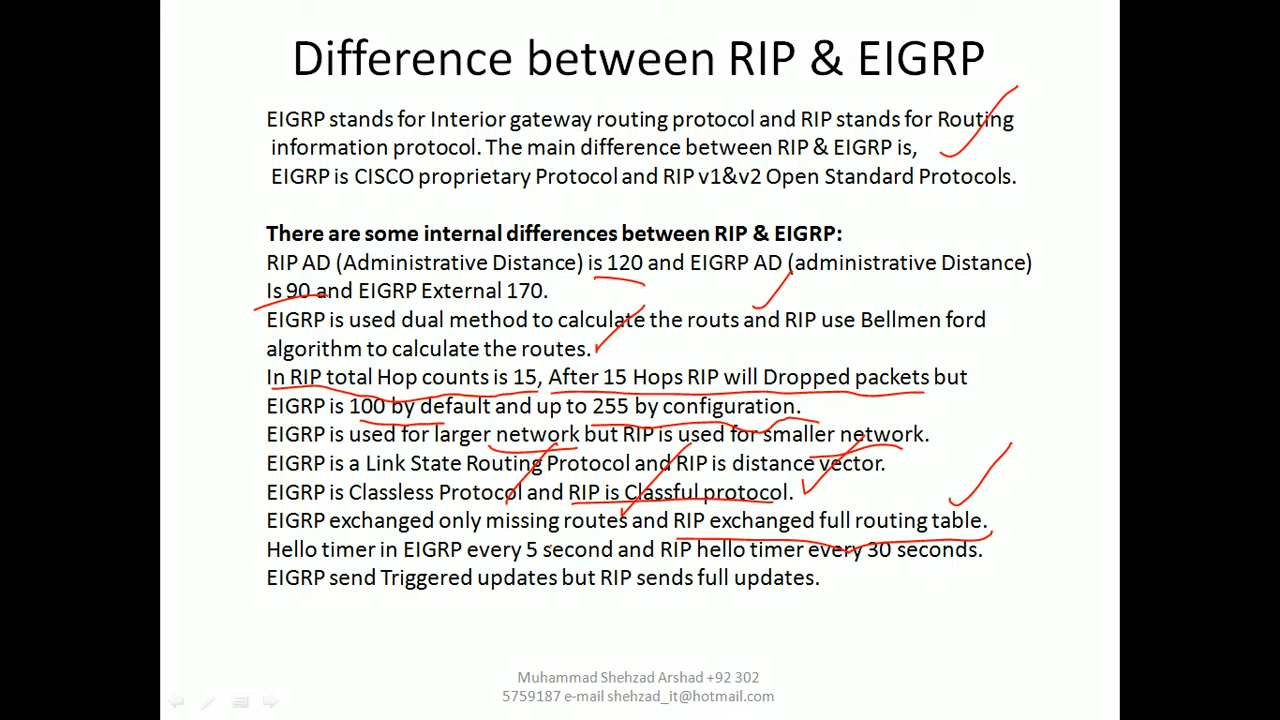 Difference between RIP & EIGRP
EIGRP stands for Interior gateway routing protocol and RIP stands for Routing
information protocol. The main difference between RIP & EIGRP is,
EIGRP is CISCO proprietary Protocol and RIP v1&v2 Open Standard Protocols.
There are some internal differences between RIP & EIGRP:
RIP AD (Administrative Distance) is 120 and EIGRP AD (administrative Distance)
Is 90 and EIGRP External 170.
EIGRP is used dual method to calculate the routs and RIP use Bellmen ford
algorithm to calculate the routes.
In RIP total Hop counts is 15, After 15 Hops RIP will Dropped packets but
EIGRP is 100 by default and up to 255 by configuration.
EIGRP is used for larger network but RIP is used for smaller network.
EIGRP is a Link State Routing Protocol and RIP is distance vector.
EIGRP is Classless Protocol and RIP is Classful protocol.
EIGRP exchanged only missing routes and RIP exchanged full routing table.
Hello timer in EIGRP every 5 second and RIP hello timer every 30 seconds.
EIGRP send Triggered updates but RIP sends full updates.
Muhammad Shehzad Arshad +92 302
5759187 e-mail shehzad_it@hotmail.com